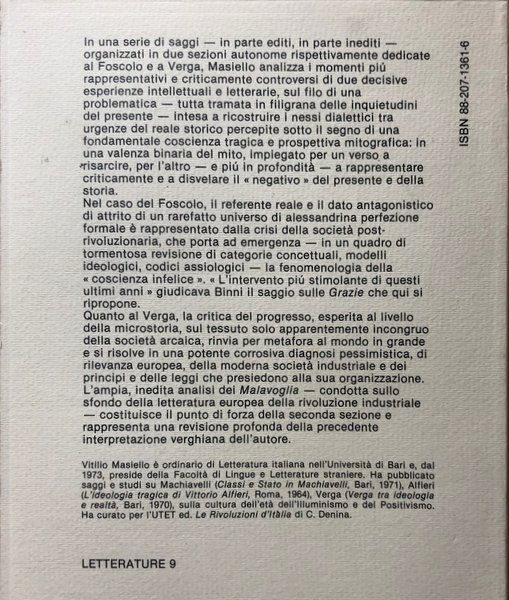 In una serie di saggi — in parte editi, in parte inediti —
organizzati in due sezioni autonome rispettivamente dedicate
al Foscolo e a Verga, Masiello analizza i momenti piú
rappresentativi e criticamente controversi di due decisive
esperienze intellettuali e letterarie, sul filo di una
problematica — tutta tramata in filigrana delle inquietudini
del presente — intesa a ricostruire i nessi dialettici tra
urgenze del reale storico percepite sotto il segno di una
fondamentale coscienza tragica e prospettiva mitografica: in
una valenza binaria del mito, impiegato per un verso a
risarcire, per l'altro — e piú in profondità — a rappresentare
criticamente e a disvelare il « negativo » del presente e della
storia.
Nel caso del Foscolo, il referente reale e il dato antagonistico
di attrito di un rarefatto universo di alessandrina perfezione
formale è rappresentato dalla crisi della società post-
rivoluzionaria, che porta ad emergenza — in un quadro di
tormentosa revisione di categorie concettuali, modelli
ideologici, codici assiologici — la fenomenologia della
« coscienza infelice ». « L'intervento piú stimolante di questi
ultimi anni » giudicava Binni il saggio sulle Grazie che qui si
ripropone.
Quanto al Verga, la critica del progresso, esperita al livello
della microstoria, sul tessuto solo apparentemente incongruo
della società arcaica, rinvia per metafora al mondo in grande
e si risolve in una potente corrosiva diagnosi pessimistica, di
rilevanza europea, della moderna società industriale e dei
principi e delle leggi che presiedono alla sua organizzazione.
L'ampia, inedita analisi dei Malavoglia — condotta sullo
sfondo della letteratura europea della rivoluzione industriale
— costituisce il punto di forza della seconda sezione e
rappresenta una revisione profonda della precedente
interpretazione verghiana dell'autore.
Vitilio Masiello è ordinario di Letteratura italiana nell'Università di Bari e, dal
1973, preside della Facoltà di Lingue e Letterature straniere. Ha pubblicato
saggi e studi su Machiavelli (Classi e Stato in Machiavelli, Bari, 1971), Alfieri
(L'ideologia tragica di Vittorio Alfieri, Roma, 1964), Verga (Verga tra ideologia
e realtà, Bari, 1970), sulla cultura dell'età dell'Illuminismo e del Positivismo.
Ha curato per l'UTET ed. Le Rivoluzioni d'Italia di C. Denina.
LETTERATURE 9
ISBN 88-207-1361-6